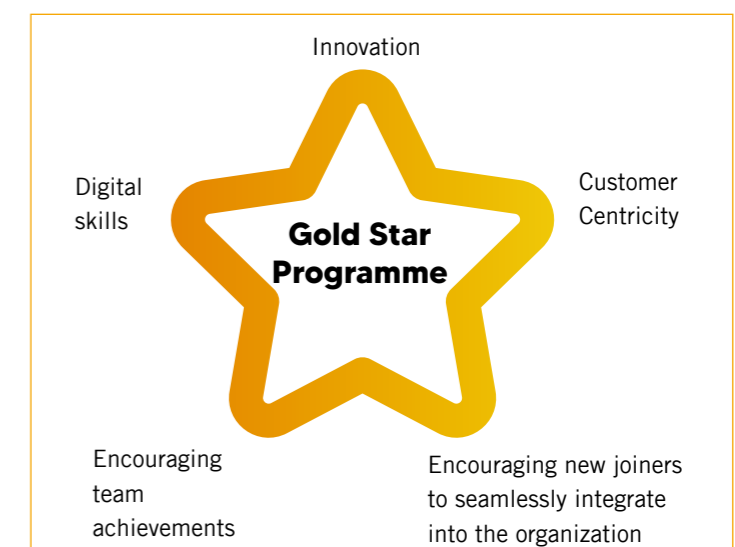 Innovation
Digital
skills
Customer
Centricity
Gold Star
Programme
Encouraging
team
achievements
Encouraging new joiners
to seamlessly integrate
into the organization